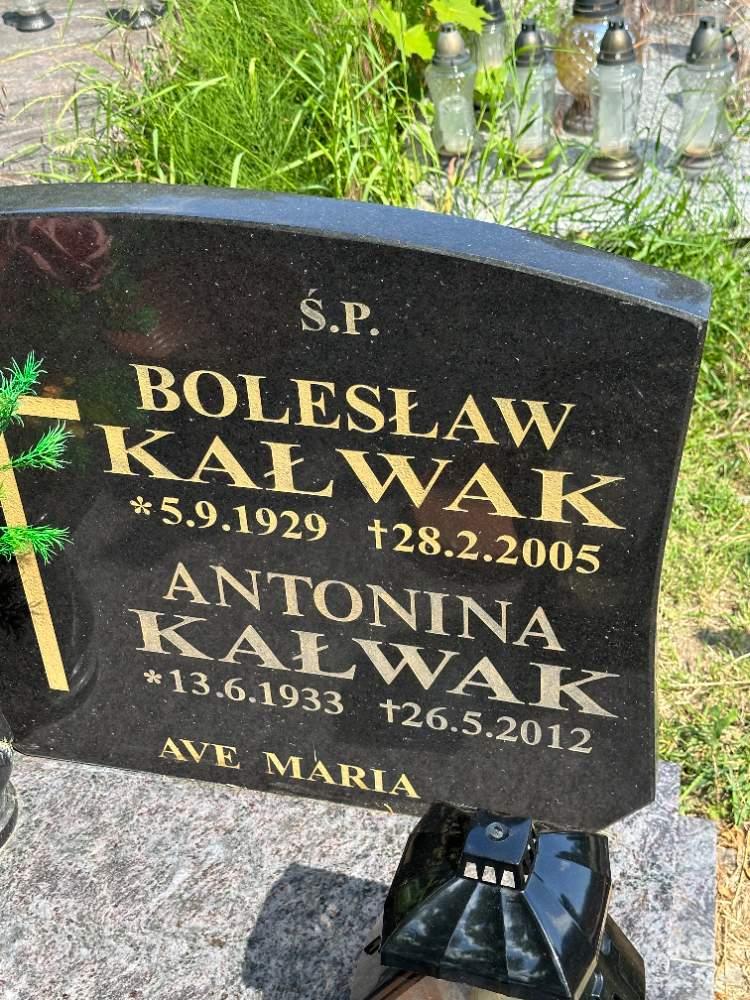 Ś.P.
BOLESŁAW
KAŁWAK
*5.9.1929 †28.2.2005
ANTONINA
KAŁWAK
*13.6.1933 †26.5.2012
AVE MARIA